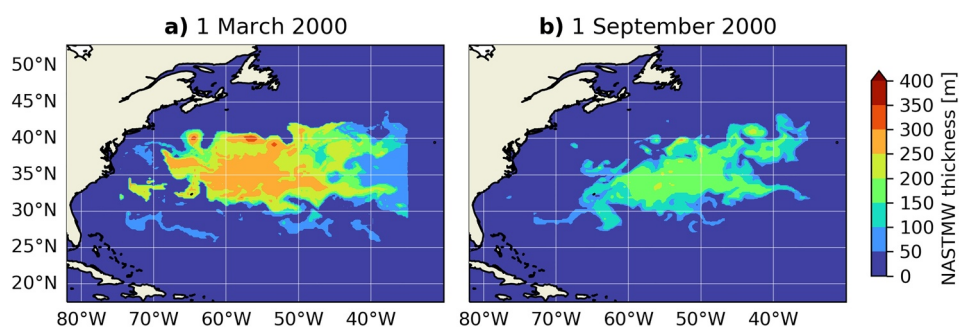 a) 1 March 2000
b) 1 September 2000
50°N
45°N
40°N
35°N
30°N
25°N
20°N
80°W 70°W 60°W 50°W 40°W
80°W 70°W 60°W 50°W 40°W
400
350
300
250
200
150
100
50
0
NASTMW thickness [m]